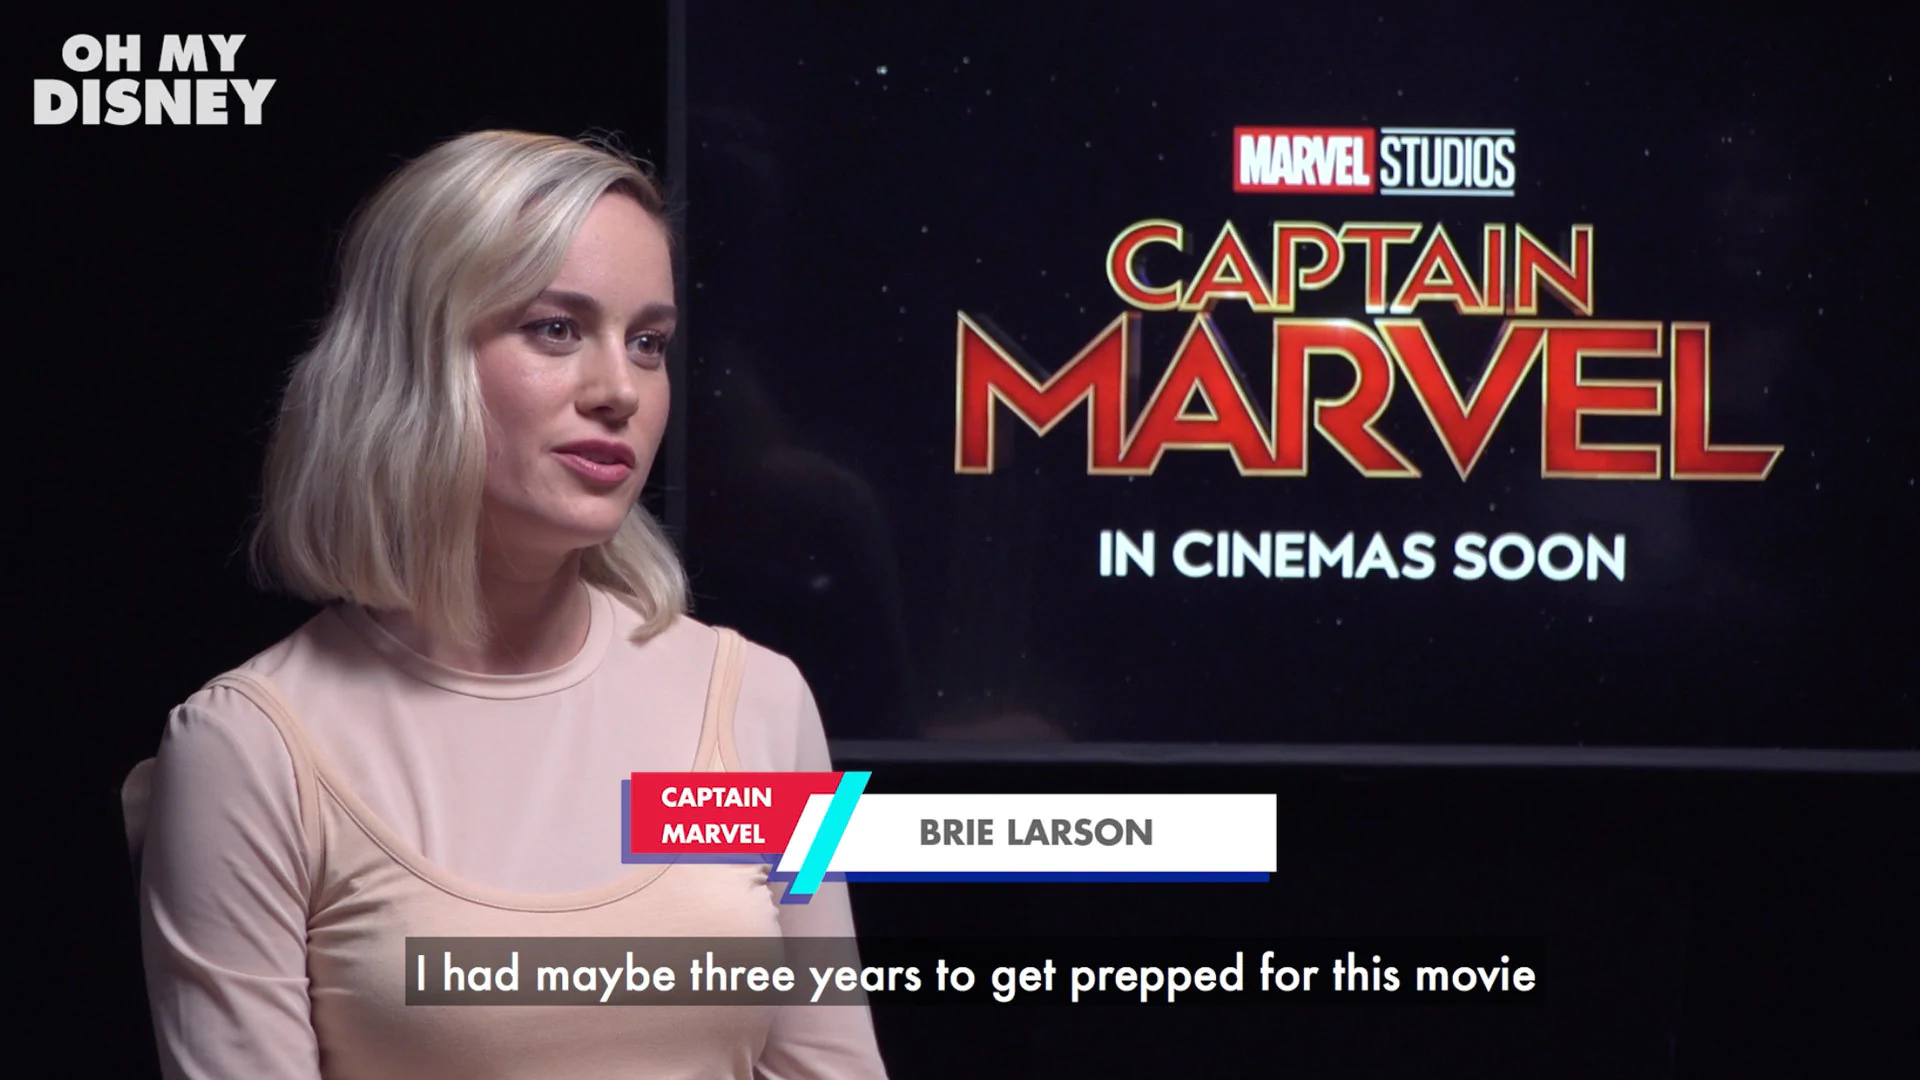 OH MY
DISNEY
MARVEL STUDIOS
CAPTAIN
MARVEL
IN CINEMAS SOON
CAPTAIN
MARVEL
BRIE LARSON
I had maybe three years to get prepped for this movie